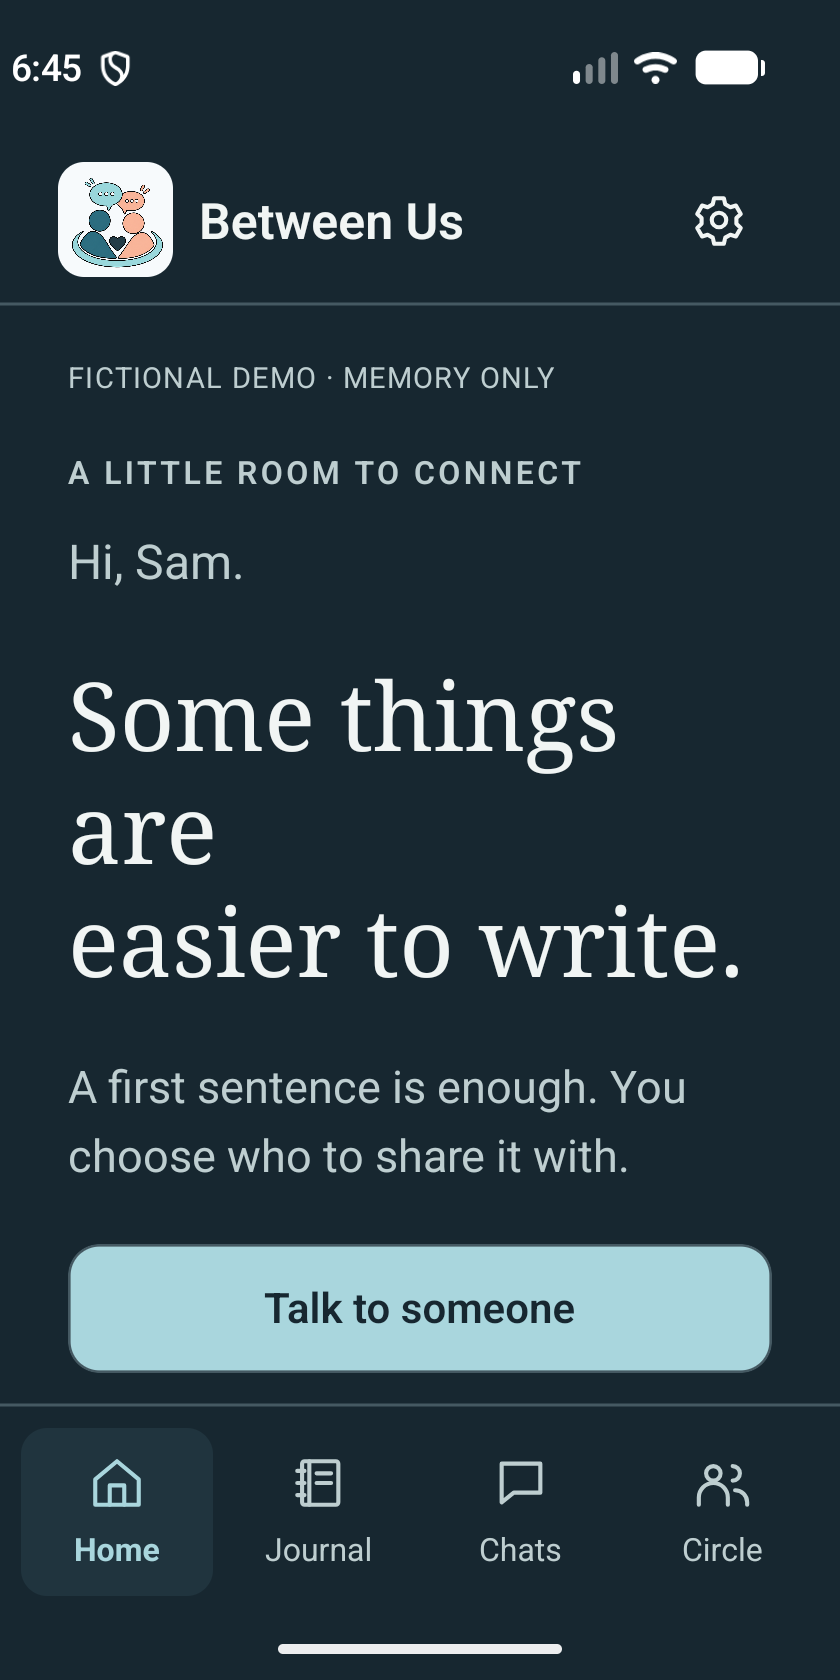 6:45
Between Us
FICTIONAL DEMO · MEMORY ONLY
A LITTLE ROOM TO CONNECT
Hi, Sam.
Some things
are
easier to write.
A first sentence is enough. You
choose who to share it with.
Talk to someone
Home
Journal
Chats
Circle